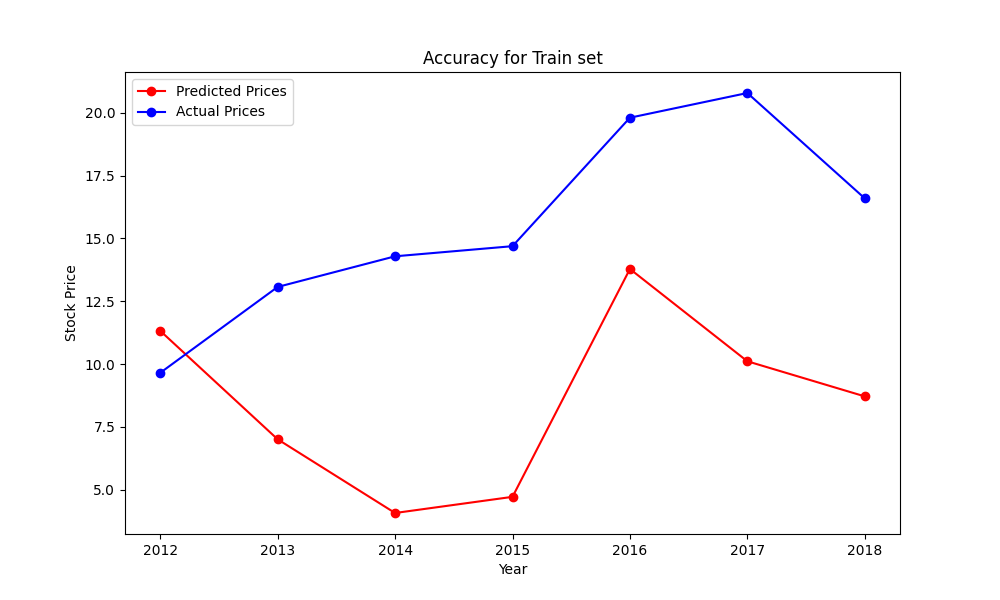 Accuracy for Train set
Predicted Prices
Actual Prices
20.0
17.5
15.0
12.5
10.0
7.5
5.0
Stock Price
2012 2013 2014 2015 2016 2017 2018
Year